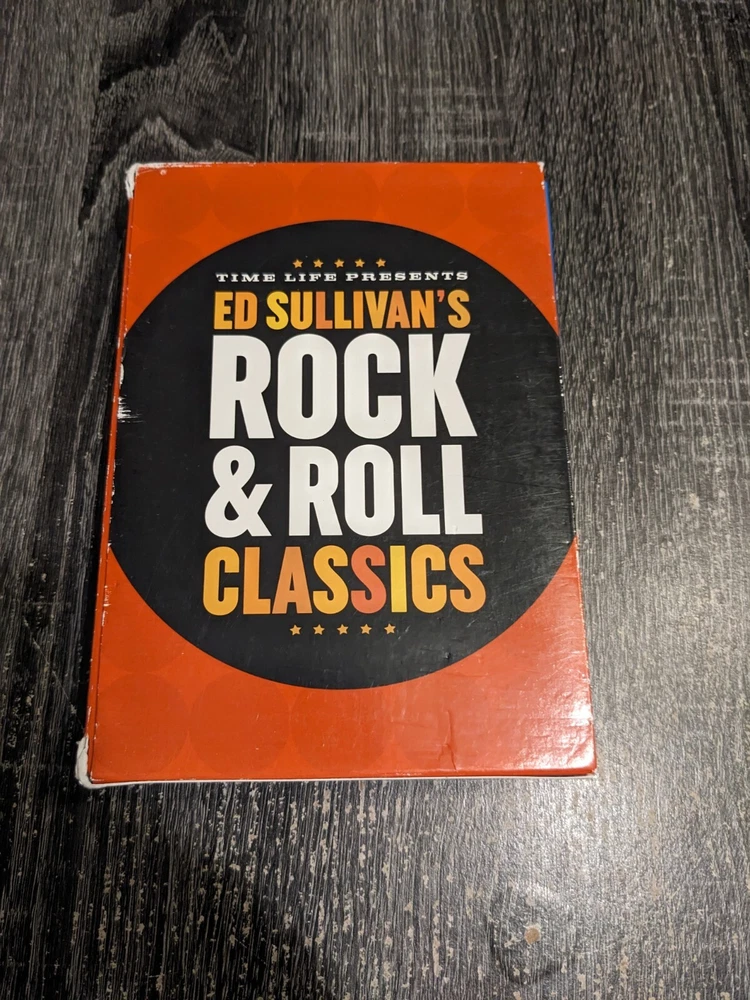 TIME LIFE PRESENTS
ED SULLIVAN'S
ROCK
& ROLL
CLASSICS